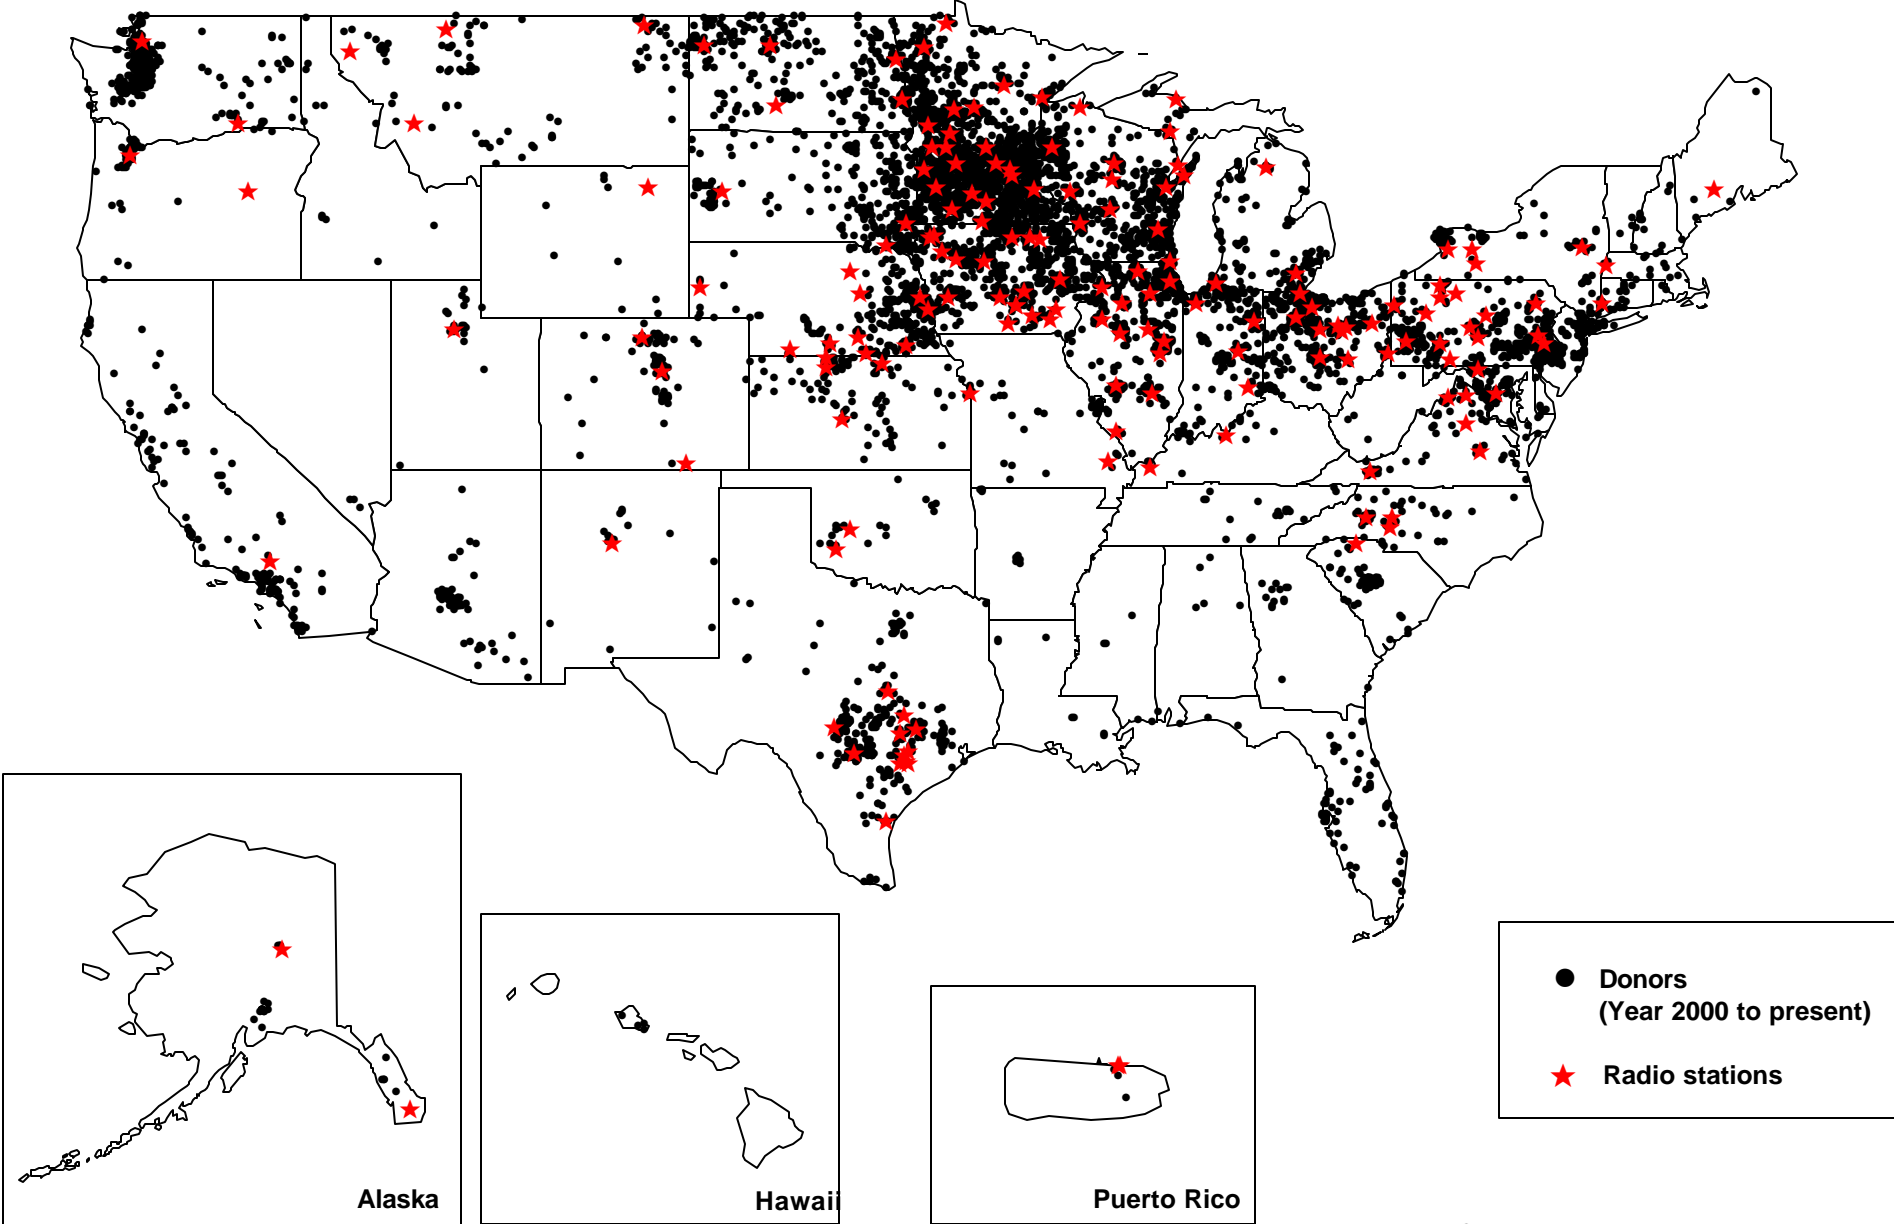 Donors
(Year 2000 to present)
Radio stations
Alaska
Hawaii
Puerto Rico